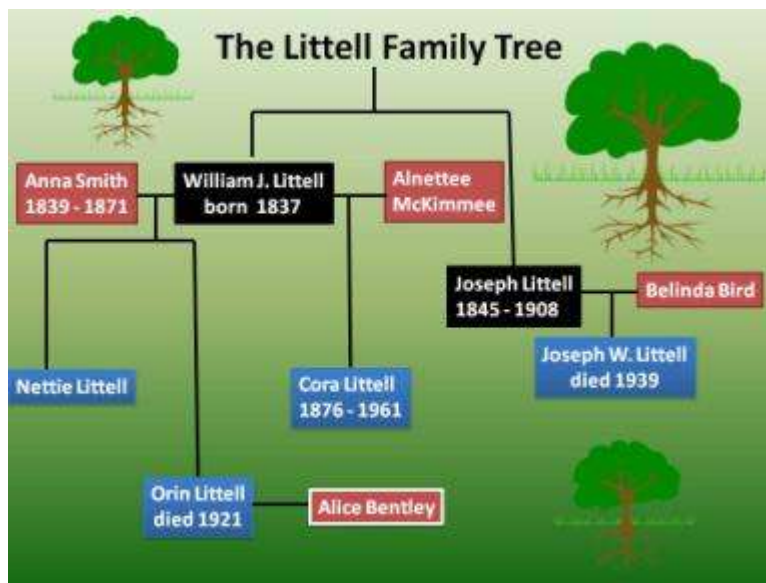 The Littell Family Tree
Anna Smith
1839 - 1871
William J. Littell
born 1837
Alnettee
McKimmee
Joseph Littell
1845 - 1908
Belinda Bird
Nettie Littell
Cora Littell
1876 - 1961
Joseph W. Littell
died 1939
Orin Littell
died 1921
Alice Bentley